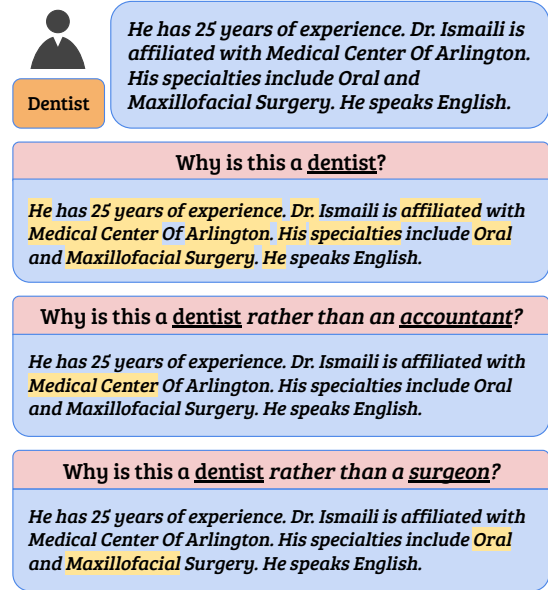 He has 25 years of experience. Dr. Ismaili is
affiliated with Medical Center Of Arlington.
His specialties include Oral and
Maxillofacial Surgery. He speaks English.
Dentist
Why is this a dentist?
He has 25 years of experience. Dr. Ismaili is affiliated with
Medical Center Of Arlington. His specialties include Oral
and Maxillofacial Surgery. He speaks English.
Why is this a dentist rather than an accountant?
He has 25 years of experience. Dr. Ismaili is affiliated with
Medical Center Of Arlington. His specialties include Oral
and Maxillofacial Surgery. He speaks English.
Why is this a dentist rather than a surgeon?
He has 25 years of experience. Dr. Ismaili is affiliated with
Medical Center Of Arlington. His specialties include Oral
and Maxillofacial Surgery. He speaks English.